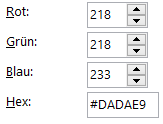 Rot: 218
Grün: 218
Blau: 233
Hex: #DADAE9